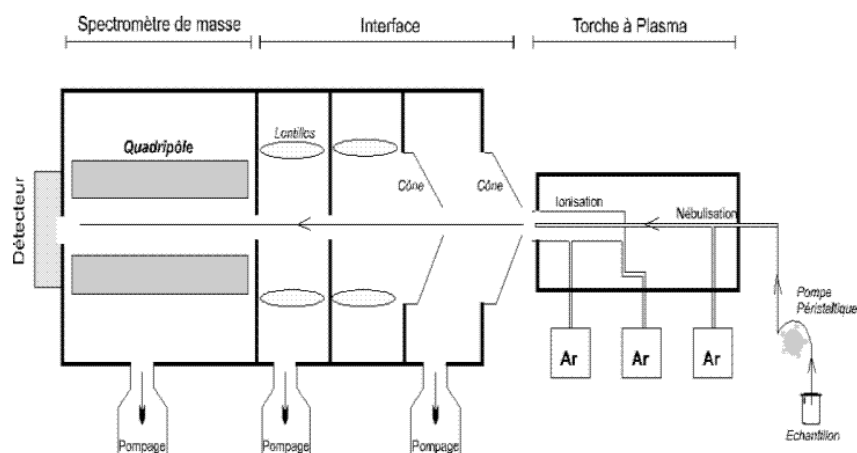 Spectromètre de masse
Interface
Torche à Plasma
Quadripôle
Lentilles
Cône
Cône
Ionisation
Nébulisation
Détecteur
Pompe
Péristaltique
Ar
Ar
Ar
Echantillon
Pompage
Pompage
Pompage